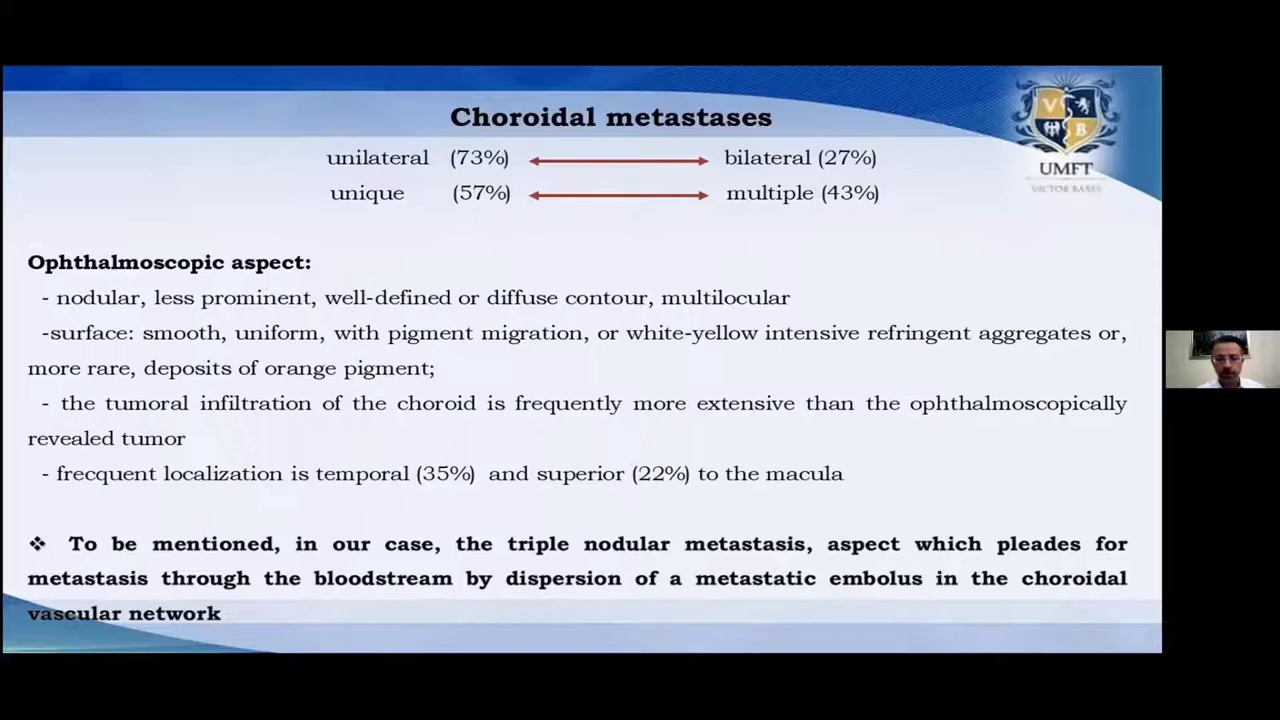 Choroidal metastases
unilateral (73%) bilateral (27%)
unique (57%) multiple (43%)
Ophthalmoscopic aspect:
- nodular, less prominent, well-defined or diffuse contour, multilocular
-surface: smooth, uniform, with pigment migration, or white-yellow intensive refringent aggregates or,
more rare, deposits of orange pigment;
- the tumoral infiltration of the choroid is frequently more extensive than the ophthalmoscopically
revealed tumor
- frecquent localization is temporal (35%) and superior (22%) to the macula
❖ To be mentioned, in our case, the triple nodular metastasis, aspect which pleades for
metastasis through the bloodstream by dispersion of a metastatic embolus in the choroidal
vascular network
V
B
UMFT
VICTOR BABES